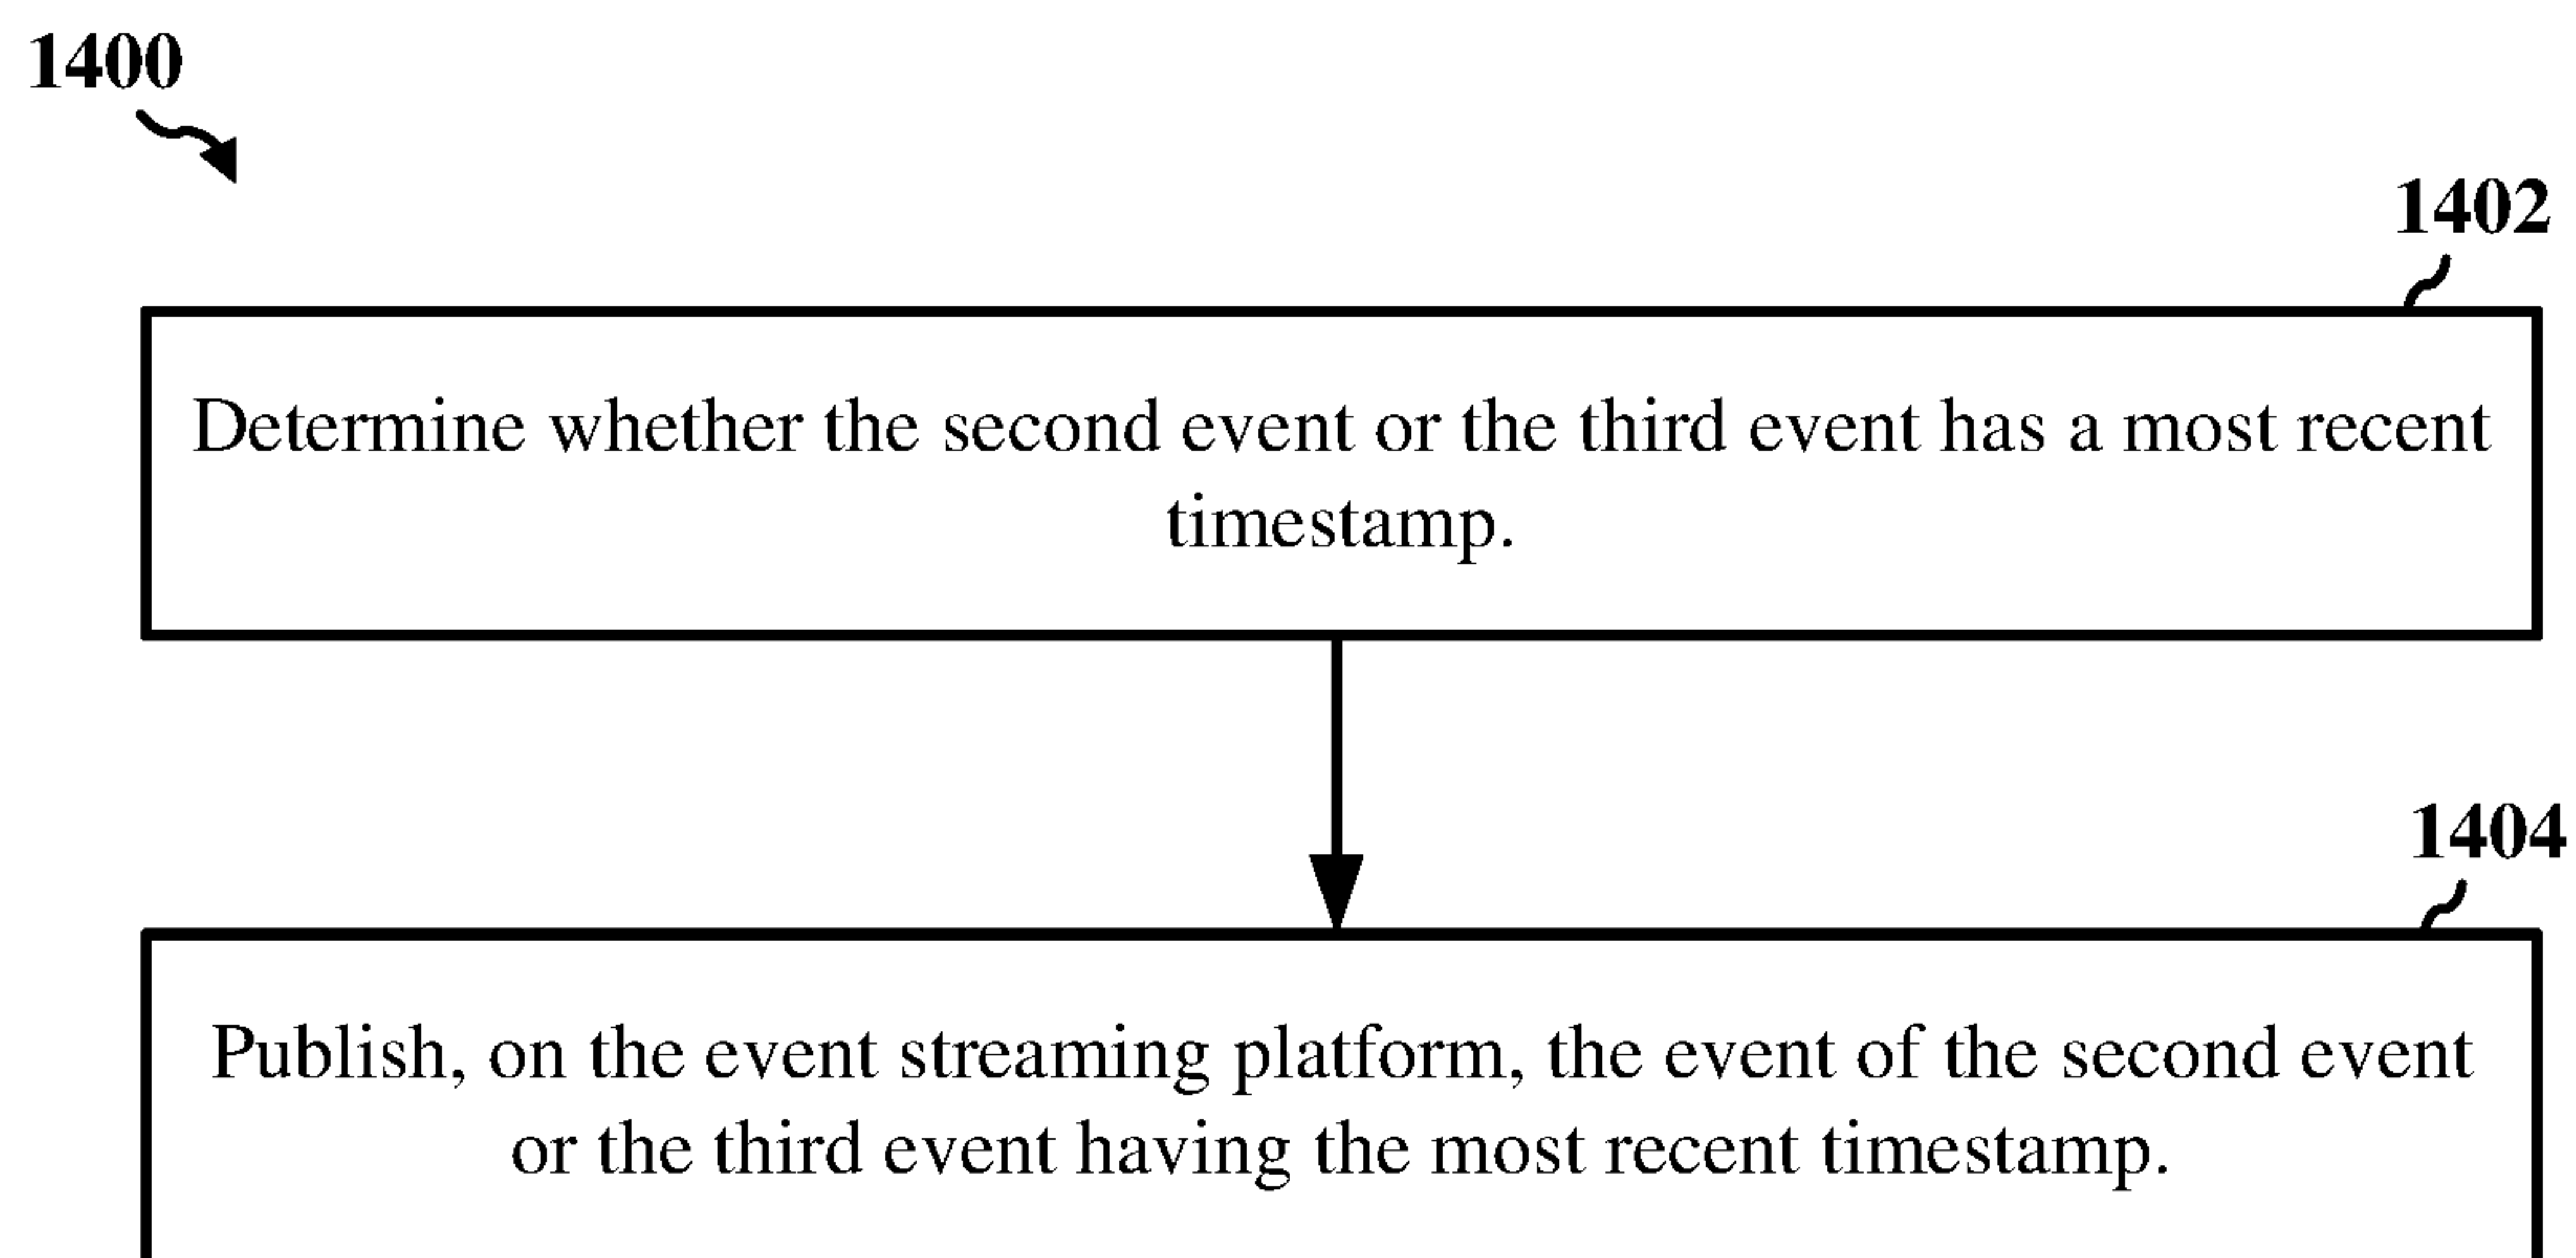 1400
1402
Determine whether the second event or the third event has a most recent
timestamp.
1404
Publish, on the event streaming platform, the event of the second event
or the third event having the most recent timestamp.